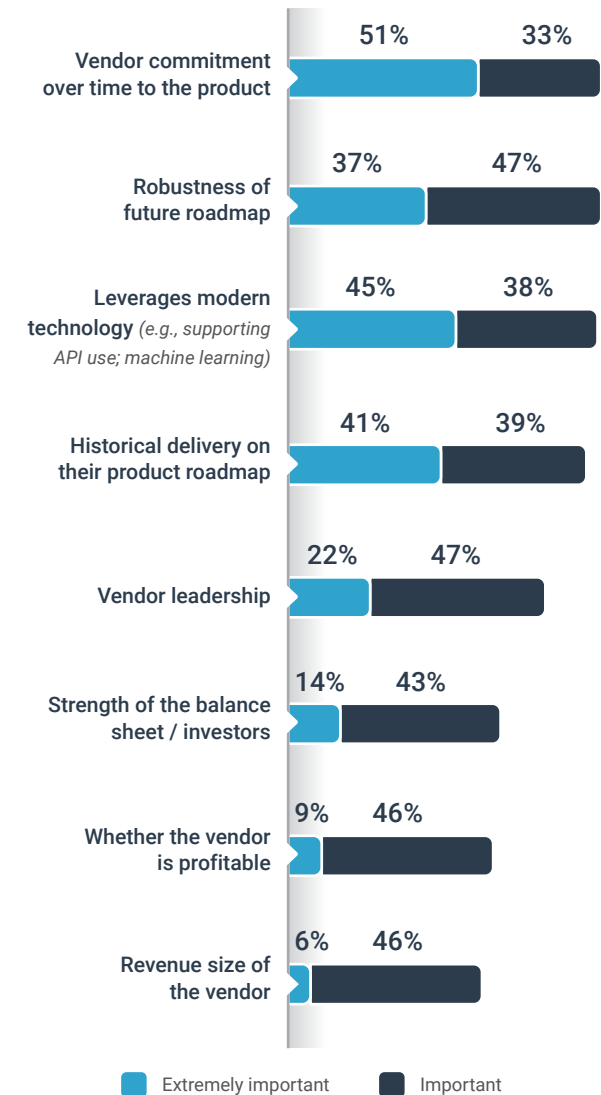 51% 33%
Vendor commitment
over time to the product
37% 47%
Robustness of
future roadmap
45% 38%
Leverages modern
technology (e.g., supporting
API use; machine learning)
41% 39%
Historical delivery on
their product roadmap
22% 47%
Vendor leadership
14% 43%
Strength of the balance
sheet / investors
9% 46%
Whether the vendor
is profitable
6% 46%
Revenue size of
the vendor
Extremely important Important